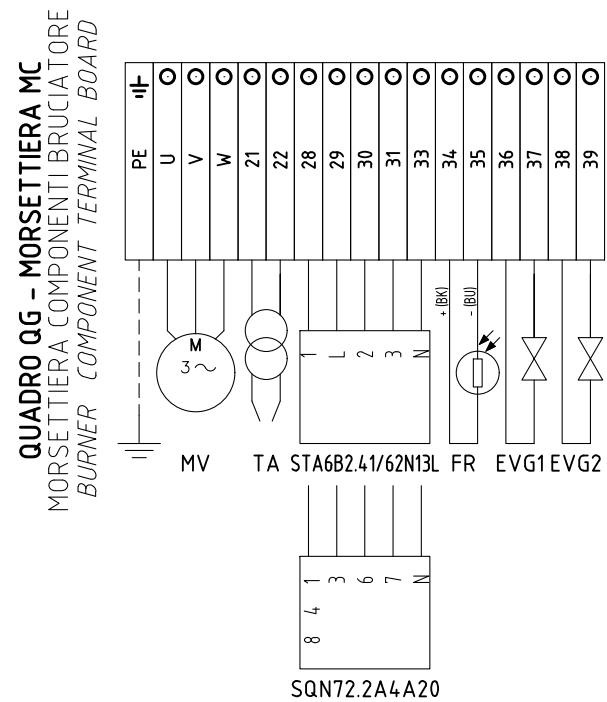 QUADRO QG - MORSETTIERA MC
MORSETTIERA COMPONENTI BRUCIATORE
BURNER COMPONENT TERMINAL BOARD
PE U V W 21 22 28 29 30 31 33 34 35 36 37 38 39
+ (BK) - (BU)
M
3~
1 L 2 3 N
MV TA STA6B2.41/62N13L FR EVG1 EVG2
1 3 6 7 N
4
8
SQN72.2A4A20